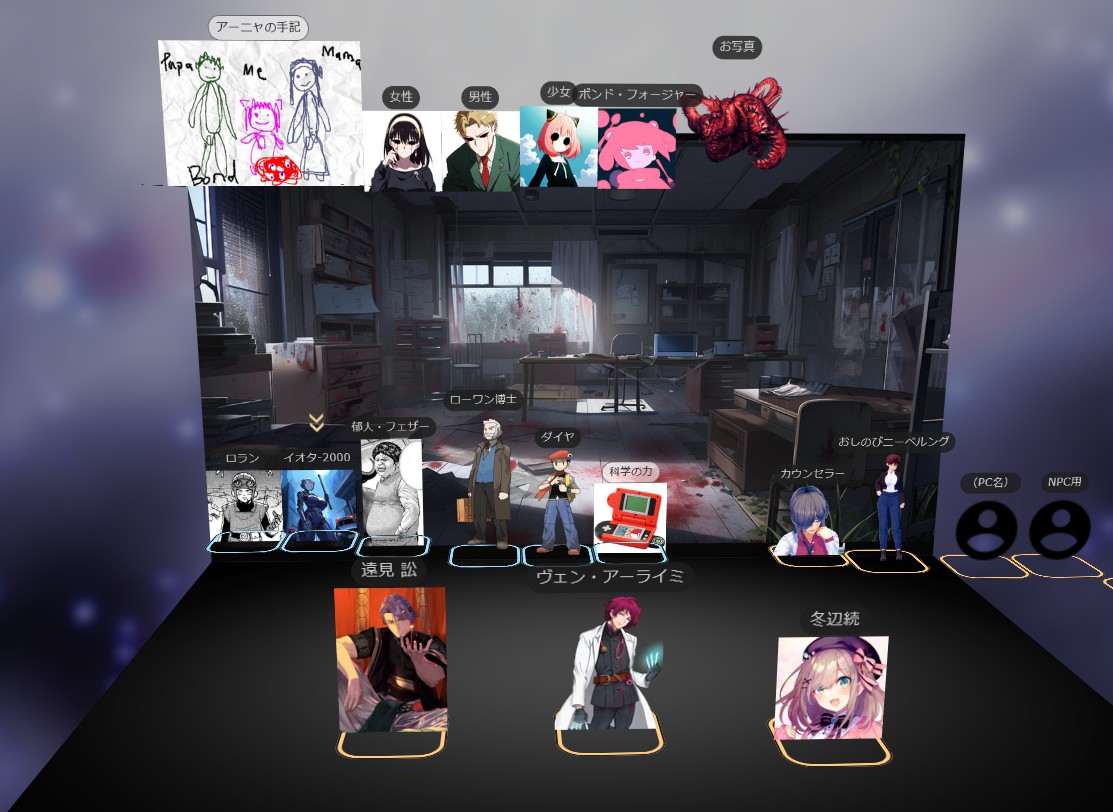 アーニャの手記
お写真
Papa
Me
Mama
Bond
女性
男性
少女
ボンド・フォージャー
ローワン博士
郁人・フェザー
ダイヤ
おしのびニーベルング
ロラン
イオタ-2000
科学の力
カウンセラー
(PC名)
NPC用
遠見 訟
ヴェン・アーライミ
冬辺続